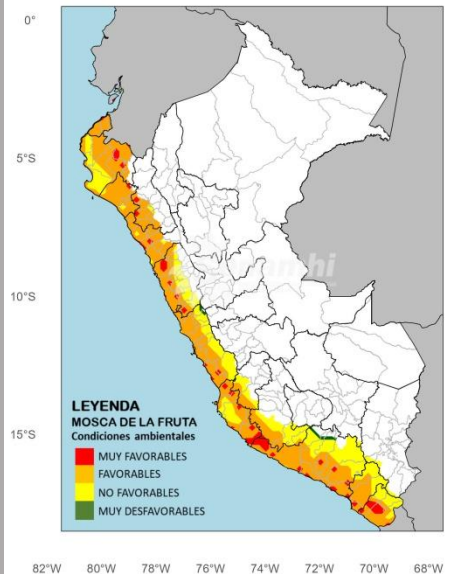 0°
5°S
10°S
15°S
LEYENDA
MOSCA DE LA FRUTA
Condiciones ambientales
MUY FAVORABLES
FAVORABLES
NO FAVORABLES
MUY DESFAVORABLES
82°W 80°W 78°W 76°W 74°W 72°W 70°W 68°W